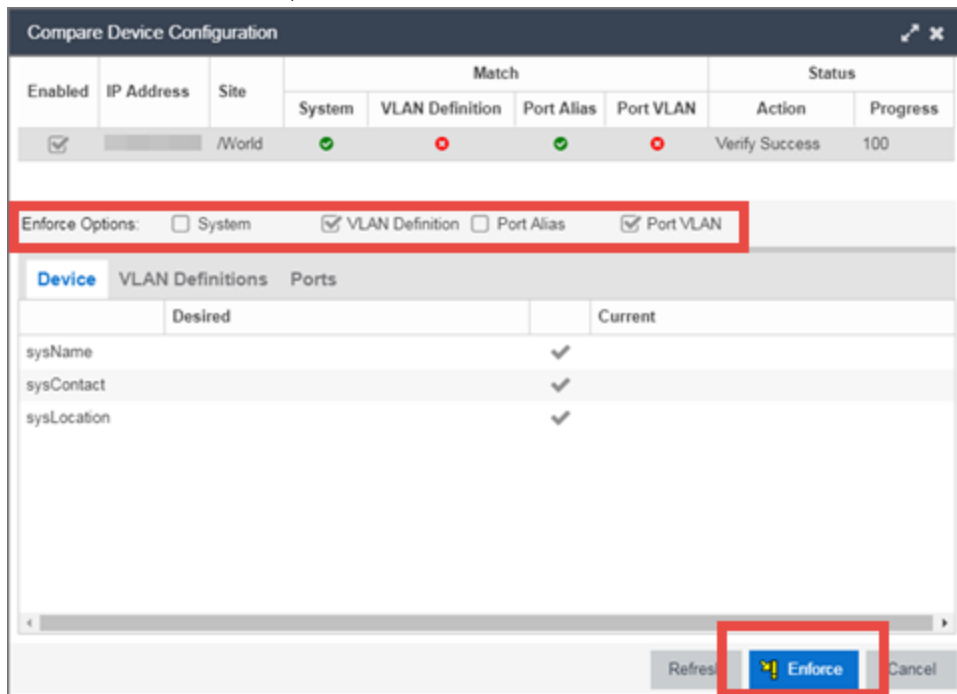 Compare Device Configuration
Match Status
Enabled IP Address Site
System VLAN Definition Port Alias Port VLAN Action Progress
/World Verify Success 100
Enforce Options: System VLAN Definition Port Alias Port VLAN
Device VLAN Definitions Ports
Desired Current
sysName
sysContact
sysLocation
Refresh Enforce Cancel